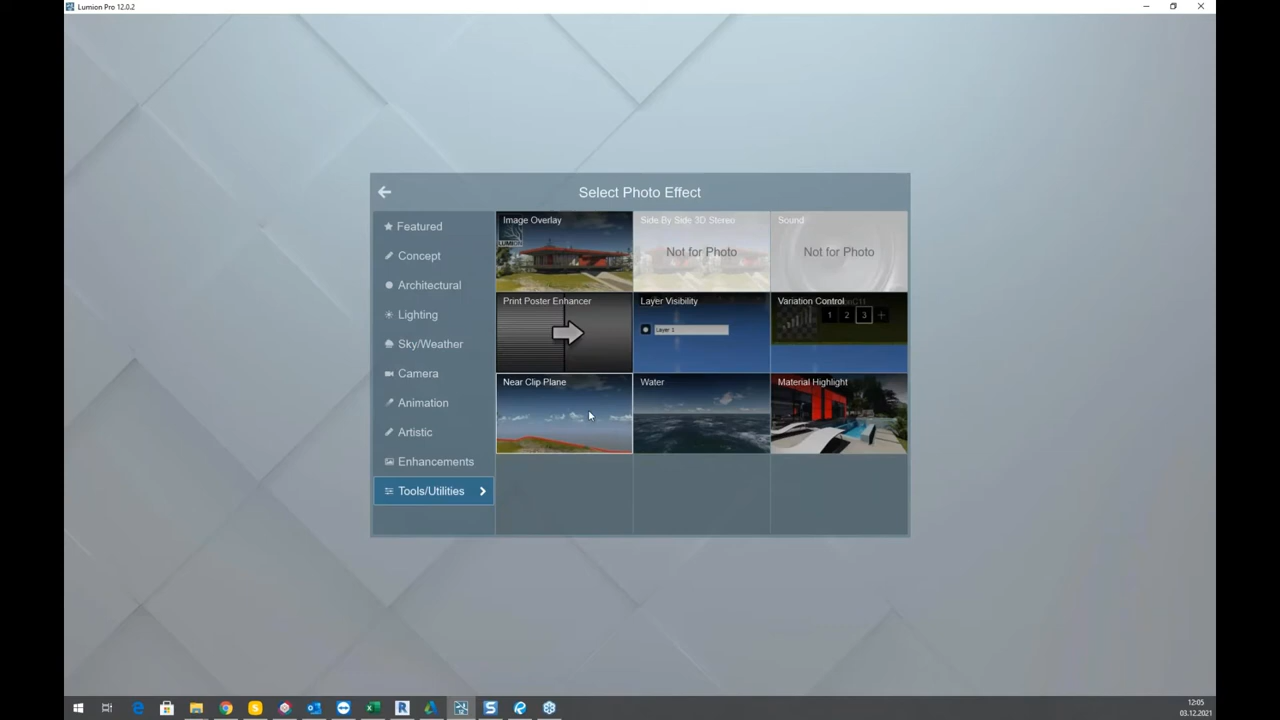 Lumion Pro 12.0.2
Select Photo Effect
Featured
Concept
Architectural
Lighting
Sky/Weather
Camera
Animation
Artistic
Enhancements
Tools/Utilities
Image Overlay
LUMION
Side By Side 3D Stereo
Not for Photo
Sound
Not for Photo
Print Poster Enhancer
Layer Visibility
Layer 1
Variation Control
1 2 3 +
Near Clip Plane
Water
Material Highlight
12:05
03.12.2021